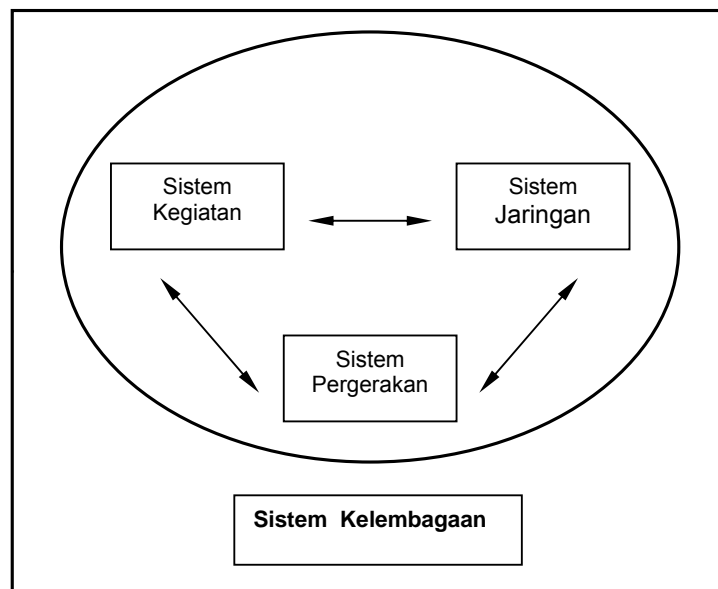 Sistem
Kegiatan
Sistem
Jaringan
Sistem
Pergerakan
Sistem Kelembagaan